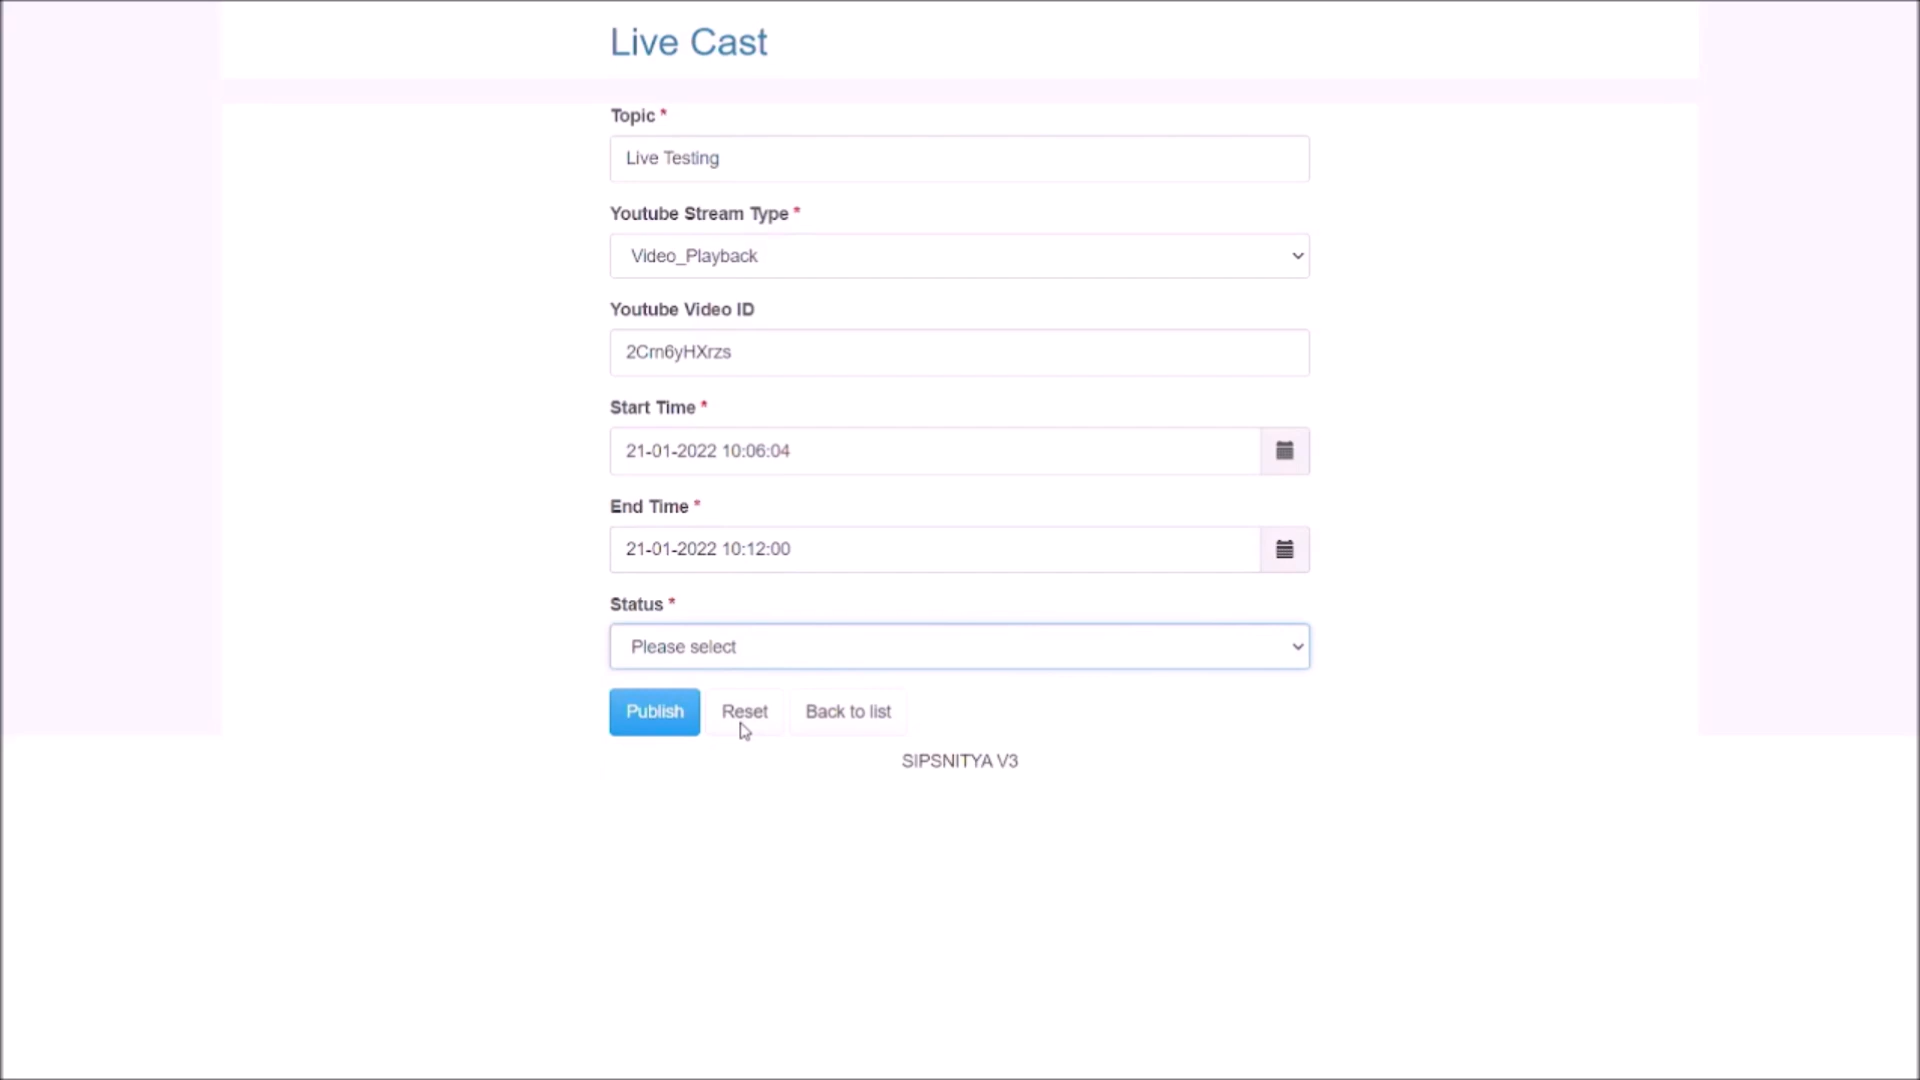 Live Cast
Topic *
Live Testing
Youtube Stream Type *
Video_Playback
Youtube Video ID
2Crn6yHXrzs
Start Time *
21-01-2022 10:06:04
End Time *
21-01-2022 10:12:00
Status *
Please select
Publish Reset Back to list
SIPSNITYA V3